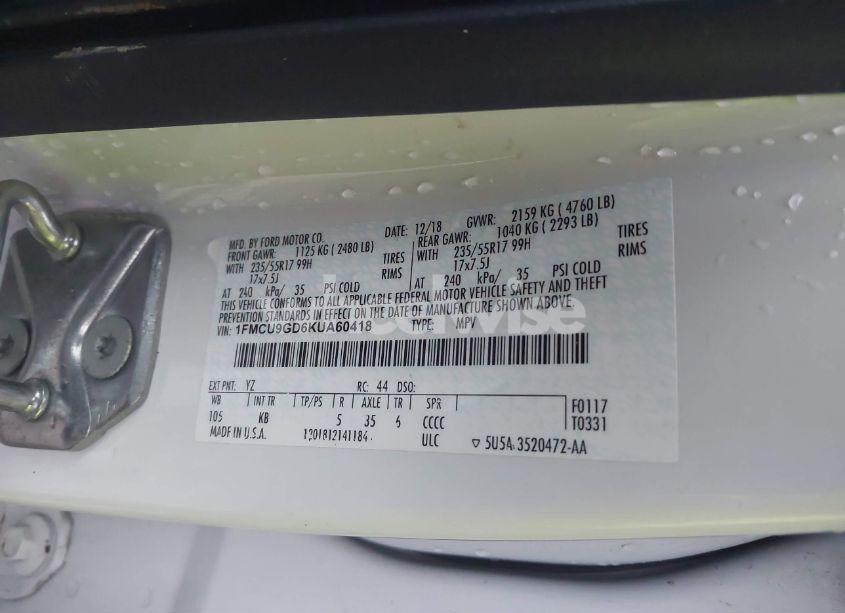 MFD. BY FORD MOTOR CO. DATE: 12/18 GVWR: 2159 KG ( 4760 LB)
FRONT GAWR: 1125 KG ( 2480 LB) REAR GAWR: 1040 KG ( 2293 LB)
WITH 235/55R17 99H TIRES WITH 235/55R17 99H TIRES
17x7.5J RIMS 17x7.5J RIMS
AT 240 kPa/ 35 PSI COLD AT 240 kPa/ 35 PSI COLD
THIS VEHICLE CONFORMS TO ALL APPLICABLE FEDERAL MOTOR VEHICLE SAFETY AND THEFT
PREVENTION STANDARDS IN EFFECT ON THE DATE OF MANUFACTURE SHOWN ABOVE.
VIN: 1FMCU9GD6KUA60418 TYPE: MPV
EXT PNT: YZ RC: 44 DSO:
WB INT TR TP/PS R AXLE TR SPR F0117
105 KB 5 35 6 CCCC T0331
MADE IN U.S.A. 1201812141184 ULC 5U5A 3520472-AA